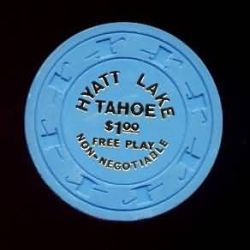 HYATT LAKE
TAHOE
$1.00
FREE PLAY
NON-NEGOTIABLE